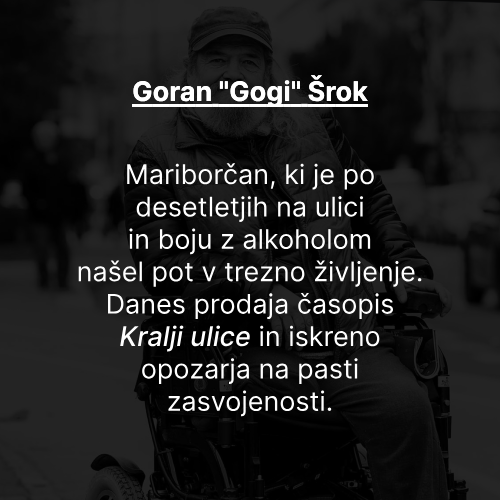 Goran "Gogi" Šrok
Mariborčan, ki je po
desetletjih na ulici
in boju z alkoholom
našel pot v trezno življenje.
Danes prodaja časopis
Kralji ulice in iskreno
opozarja na pasti
zasvojenosti.